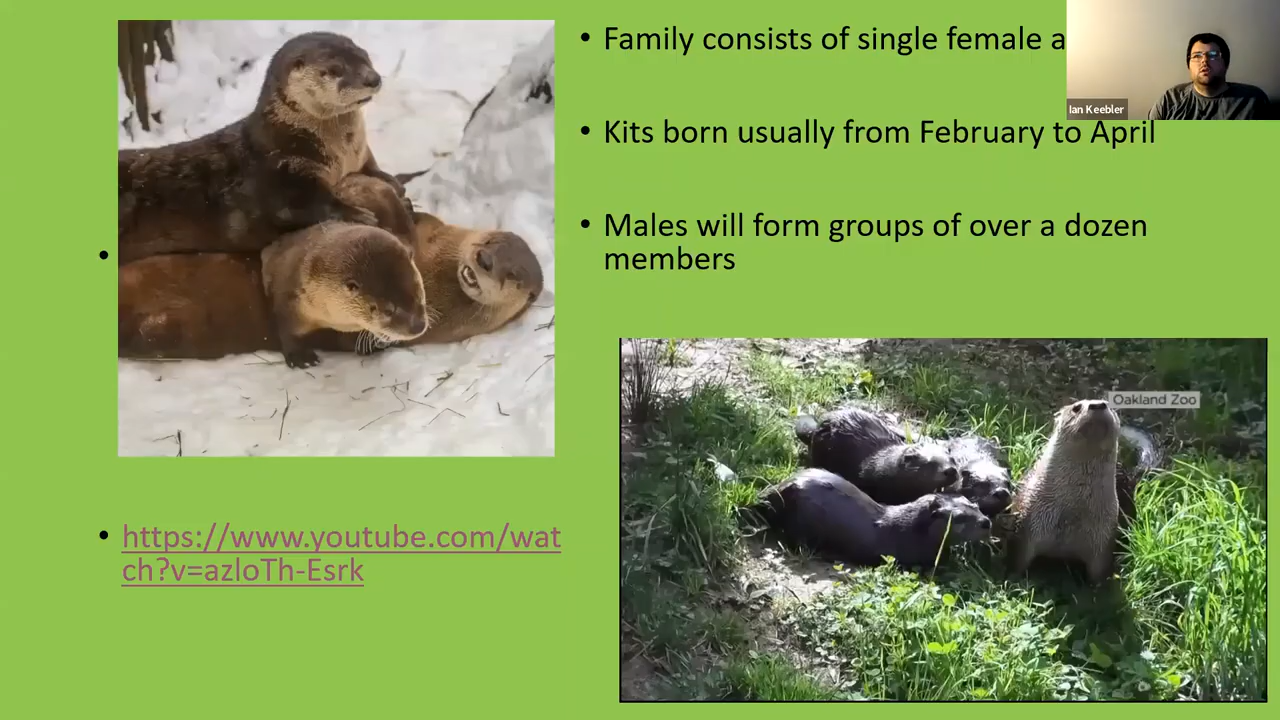 • Family consists of single female a
Ian Keebler
• Kits born usually from February to April
• Males will form groups of over a dozen
members
•
Oakland Zoo
• https://www.youtube.com/wat
ch?v=azloTh-Esrk